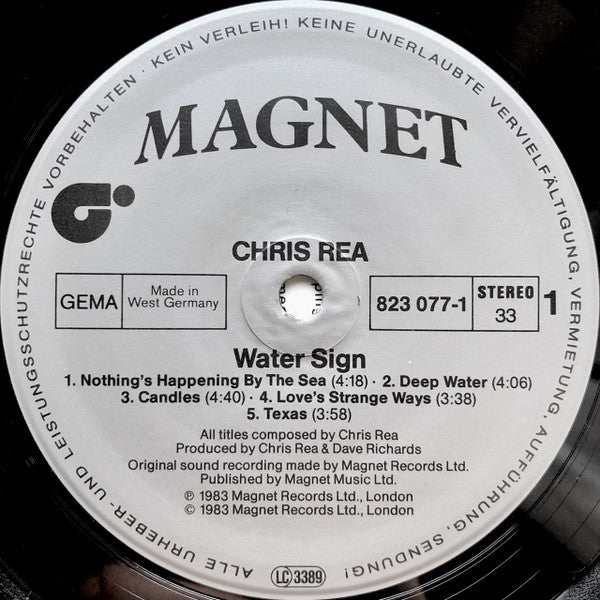 ALLE URHEBER- UND LEISTUNGSSCHUTZRECHTE VORBEHALTEN · KEIN VERLEIH! KEINE UNERLAUBTE VERVIELFÄLTIGUNG, VERMIETUNG, AUFFÜHRUNG, SENDUNG!
MAGNET
CHRIS REA
GEMA
Made in
West Germany
823 077-1
STEREO
33
1
Water Sign
1. Nothing's Happening By The Sea (4:18) · 2. Deep Water (4:06)
3. Candles (4:40) · 4. Love's Strange Ways (3:38)
5. Texas (3:58)
All titles composed by Chris Rea
Produced by Chris Rea & Dave Richards
Original sound recording made by Magnet Records Ltd.
Published by Magnet Music Ltd.
℗ 1983 Magnet Records Ltd., London
© 1983 Magnet Records Ltd., London
LC 3389